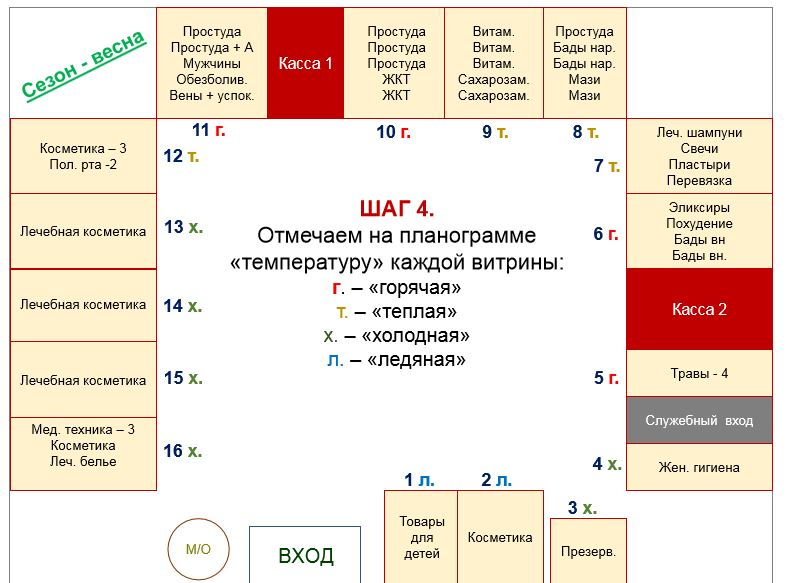 Сезон - весна
Простуда
Простуда + А
Мужчины
Обезболив.
Вены + успок.
Касса 1
Простуда
Простуда
Простуда
ЖКТ
ЖКТ
Витам.
Витам.
Витам.
Сахарозам.
Сахарозам.
Простуда
Бады нар.
Бады нар.
Мази
Мази
11 г.
10 г.
9 т.
8 т.
Косметика – 3
Пол. рта -2
12 т.
7 т.
Леч. шампуни
Свечи
Пластыри
Перевязка
Лечебная косметика
13 х.
ШАГ 4.
Отмечаем на планограмме
«температуру» каждой витрины:
г. – «горячая»
т. – «теплая»
х. – «холодная»
л. – «ледяная»
6 г.
Эликсиры
Похудение
Бады вн
Бады вн.
Лечебная косметика
14 х.
Касса 2
Лечебная косметика
15 х.
5 г.
Травы - 4
Служебный вход
Мед. техника – 3
Косметика
Леч. белье
16 х.
4 х.
Жен. гигиена
1 л.
2 л.
3 х.
Товары
для
детей
Косметика
Презерв.
М/О
ВХОД